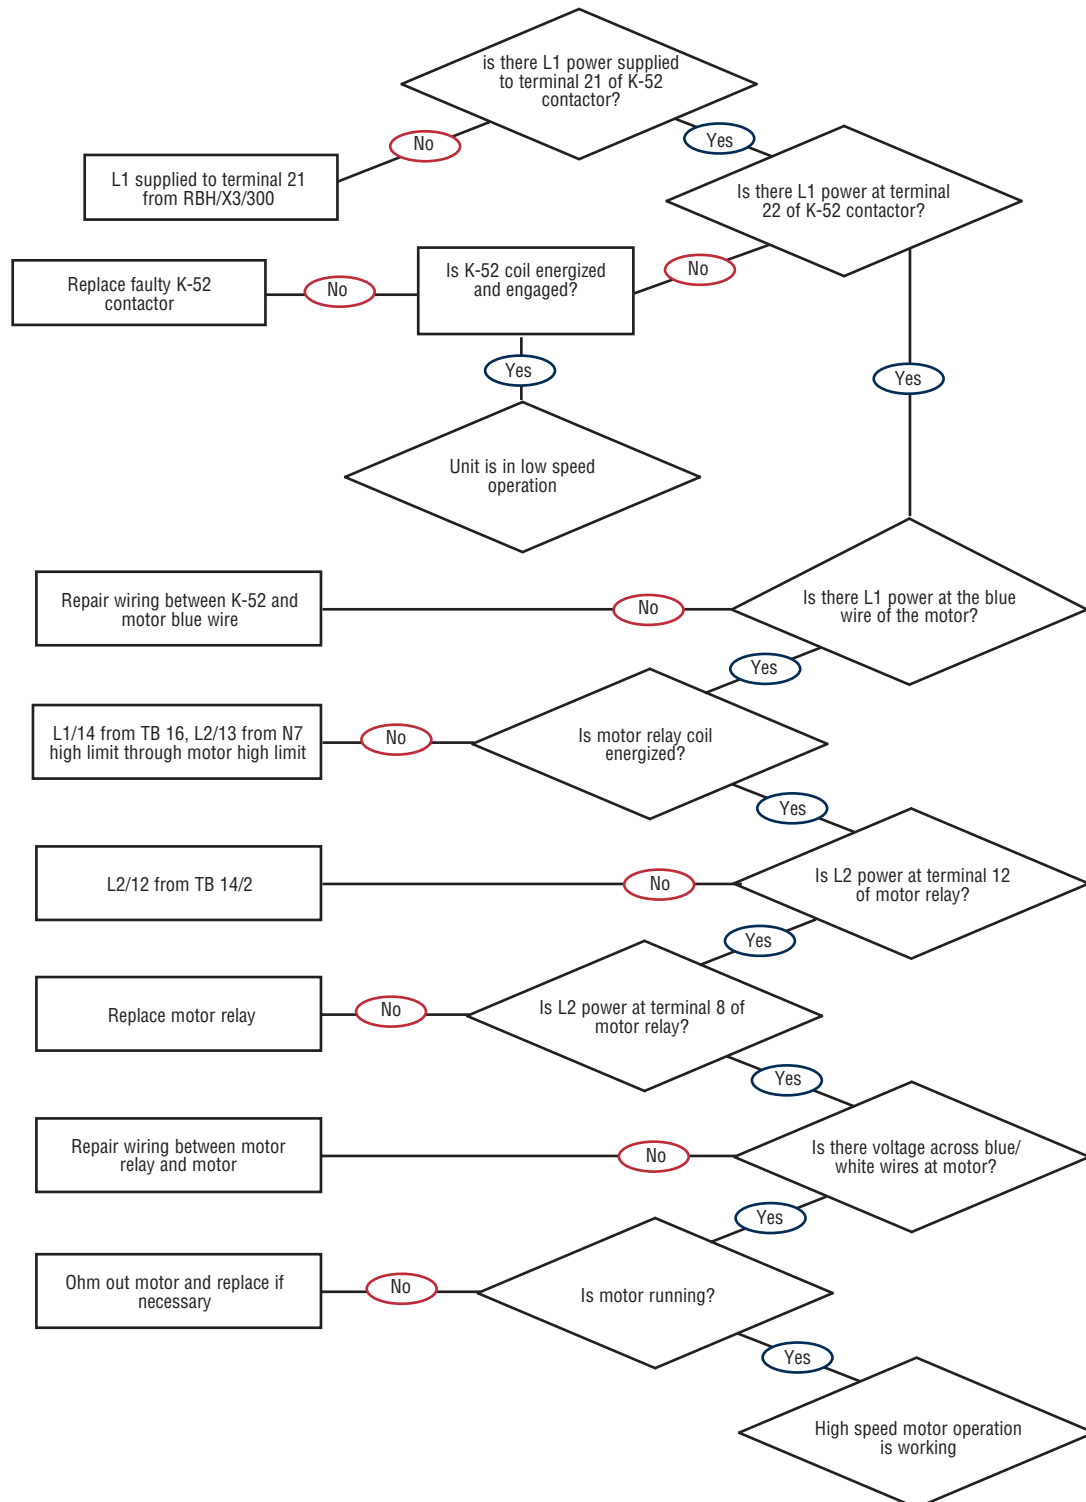 is there L1 power supplied
to terminal 21 of K-52
contactor?
No
Yes
L1 supplied to terminal 21
from RBH/X3/300
Is there L1 power at terminal
22 of K-52 contactor?
No
Is K-52 coil energized
and engaged?
No
Replace faulty K-52
contactor
Yes
Yes
Unit is in low speed
operation
Is there L1 power at the blue
wire of the motor?
No
Repair wiring between K-52 and
motor blue wire
Yes
Is motor relay coil
energized?
No
L1/14 from TB 16, L2/13 from N7
high limit through motor high limit
Yes
Is L2 power at terminal 12
of motor relay?
No
L2/12 from TB 14/2
Yes
Is L2 power at terminal 8 of
motor relay?
No
Replace motor relay
Yes
Is there voltage across blue/
white wires at motor?
No
Repair wiring between motor
relay and motor
Yes
Is motor running?
No
Ohm out motor and replace if
necessary
Yes
High speed motor operation
is working